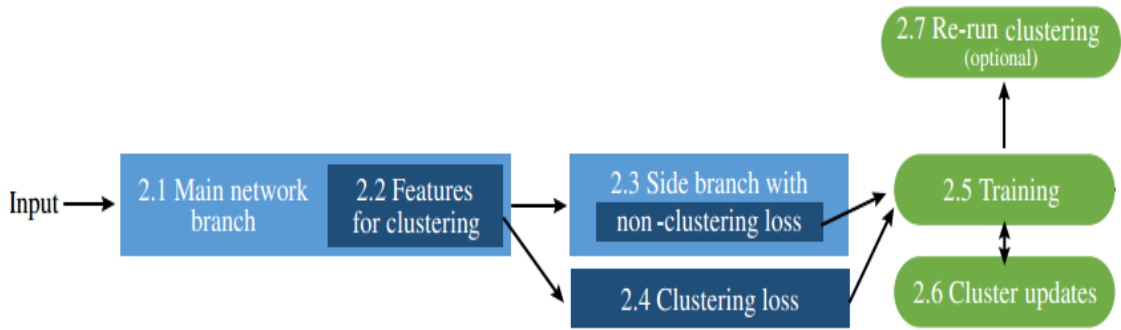 2.7 Re-run clustering
(optional)
Input
2.1 Main network
branch
2.2 Features
for clustering
2.3 Side branch with
non-clustering loss
2.4 Clustering loss
2.5 Training
2.6 Cluster updates